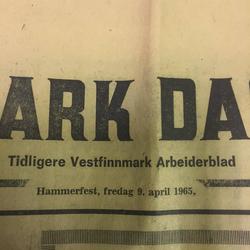 ARK DA
Tidligere Vestfinnmark Arbeiderblad
Hammerfest, fredag 9. april 1965.